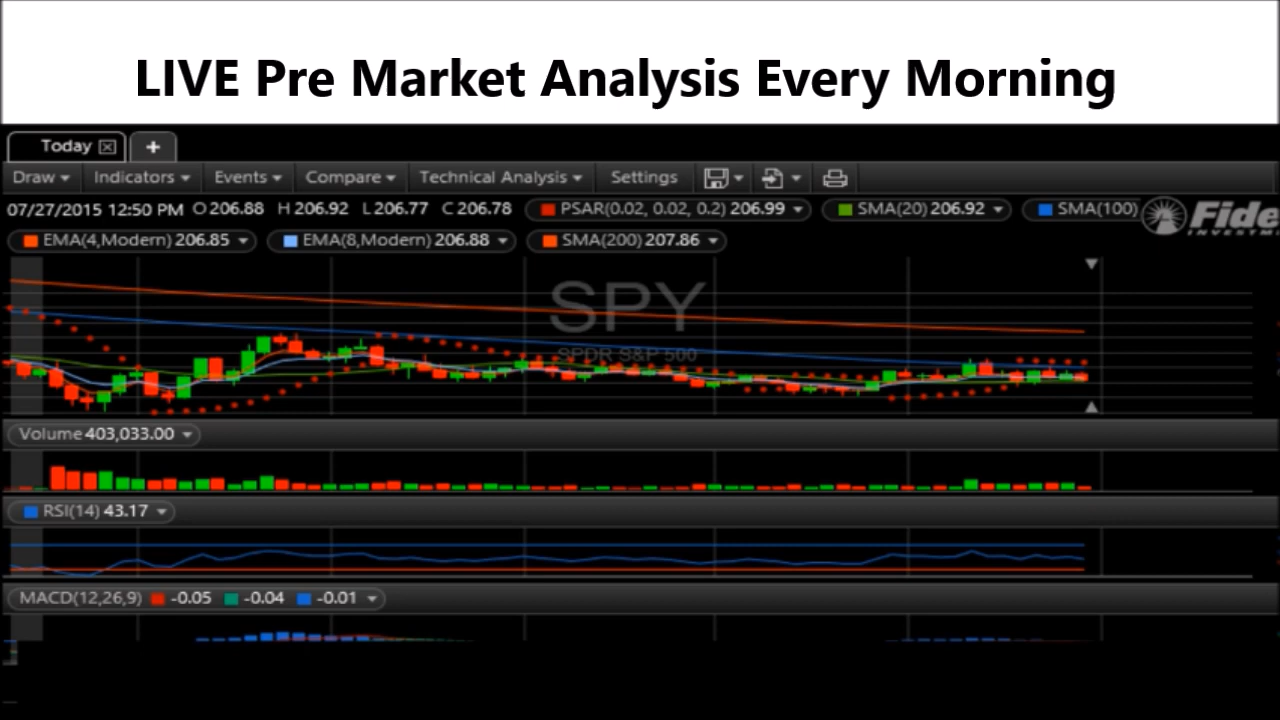 LIVE Pre Market Analysis Every Morning
Today
+
Draw Indicators Events Compare Technical Analysis Settings
07/27/2015 12:50 PM O 206.88 H 206.92 L 206.77 C 206.78 PSAR(0.02, 0.02, 0.2) 206.99 SMA(20) 206.92 SMA(100)
EMA(4,Modern) 206.85 EMA(8,Modern) 206.88 SMA(200) 207.86
Fide
INVESTME
SPY
SPDR S&P 500
Volume 403,033.00
RSI(14) 43.17
MACD(12,26,9) -0.05 -0.04 -0.01